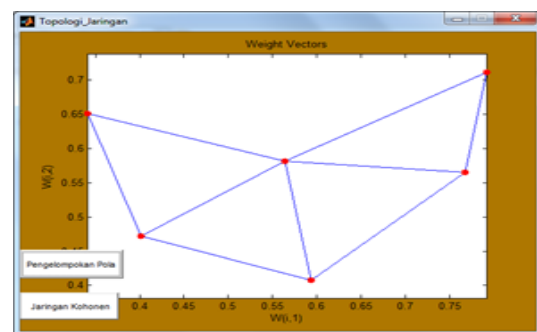 Topologi_Jaringan
Weight Vectors
0.7
0.65
0.6
0.55
0.5
0.45
0.4
W(i,2)
Pengelompokan Pola
Jaringan Kohonen
0.4 0.45 0.5 0.55 0.6 0.65 0.7 0.75
W(i,1)